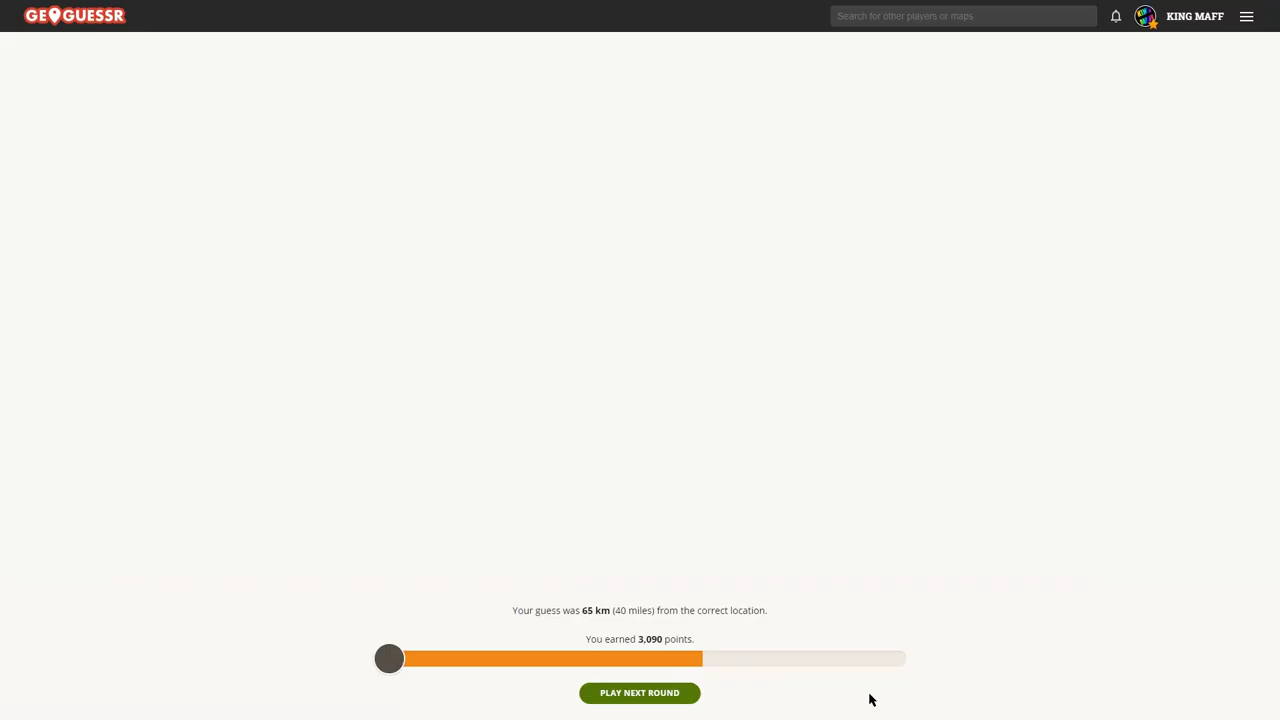 GEOGUESSR
Search for other players or maps
KING MAFF
Your guess was 65 km (40 miles) from the correct location.
You earned 3,090 points.
PLAY NEXT ROUND